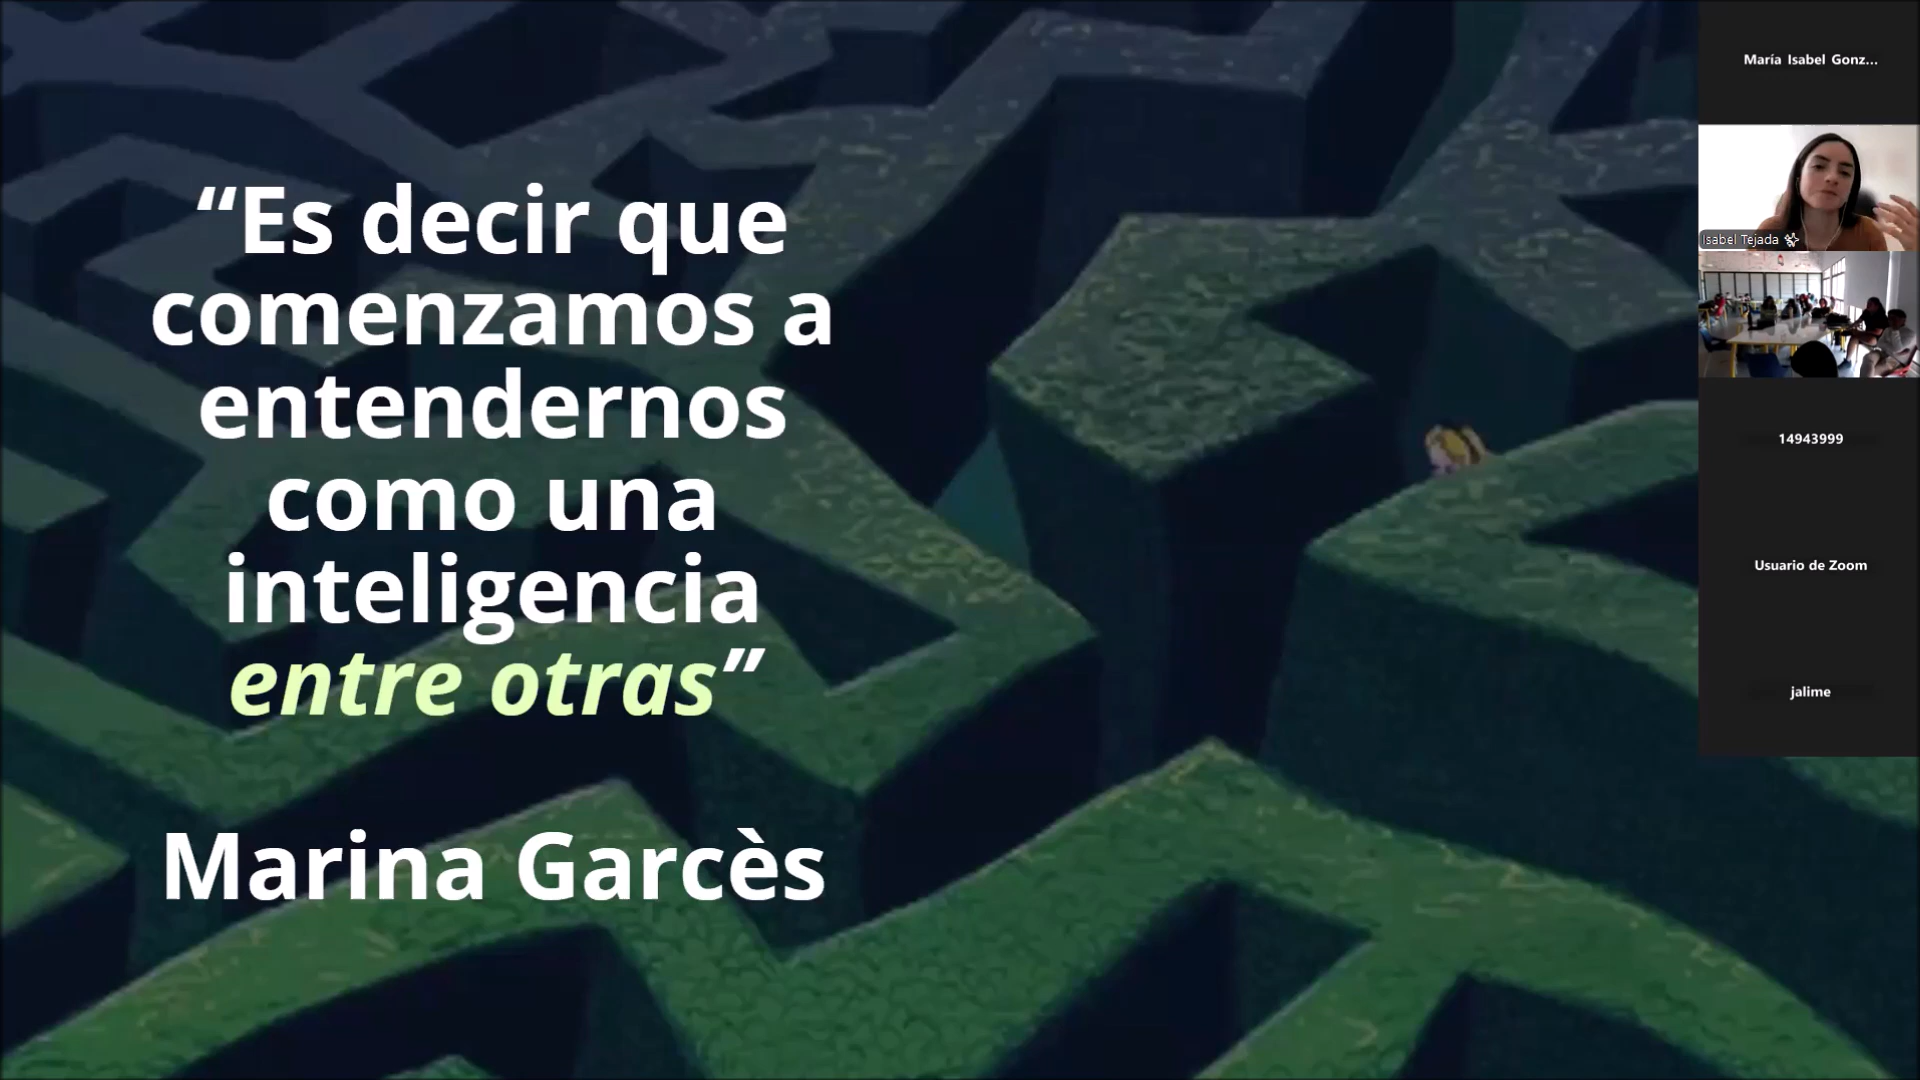 “Es decir que
comenzamos a
entendernos
como una
inteligencia
entre otras”
Marina Garcès
María Isabel Gonz...
Isabel Tejada
14943999
Usuario de Zoom
jalime